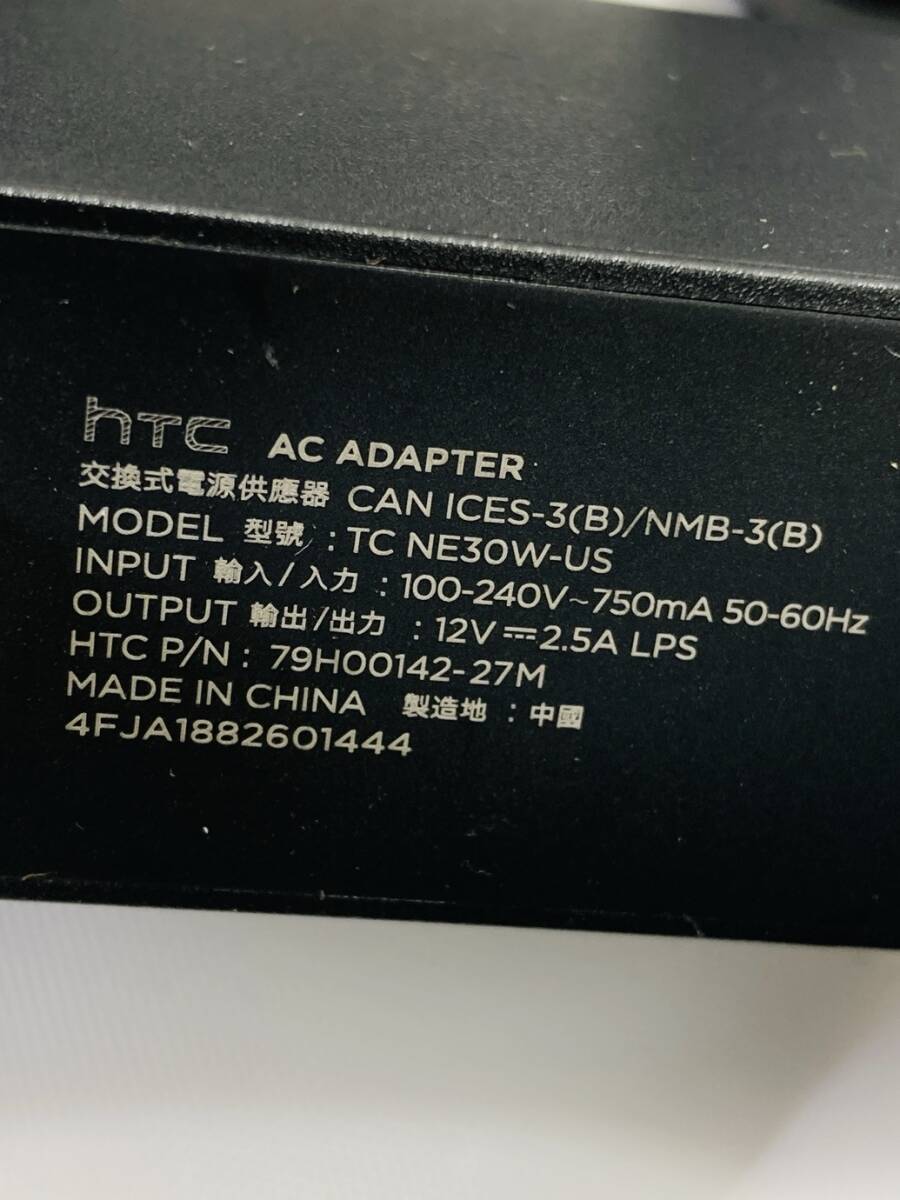 hTC AC ADAPTER
交換式電源供應器 CAN ICES-3(B)/NMB-3(B)
MODEL 型號 : TC NE30W-US
INPUT 輸入/入力 : 100-240V~750mA 50-60Hz
OUTPUT 輸出/出力 : 12V⎓2.5A LPS
HTC P/N : 79H00142-27M
MADE IN CHINA 製造地 : 中國
4FJA1882601444